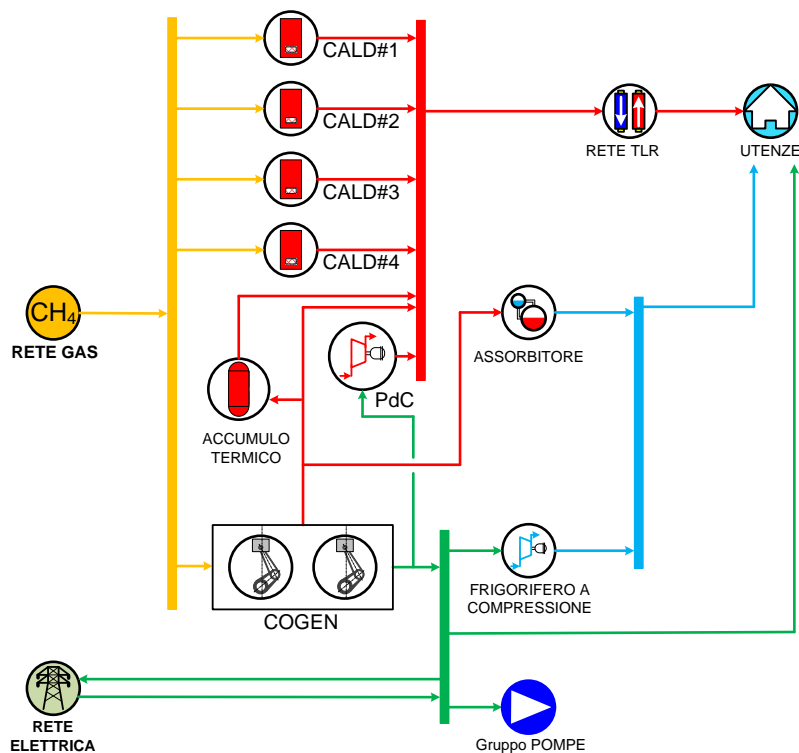 CALD#1
CALD#2
CALD#3
CALD#4
RETE TLR
UTENZE
CH₄
RETE GAS
ASSORBITORE
PdC
ACCUMULO
TERMICO
COGEN
FRIGORIFERO A
COMPRESSIONE
RETE
ELETTRICA
Gruppo POMPE